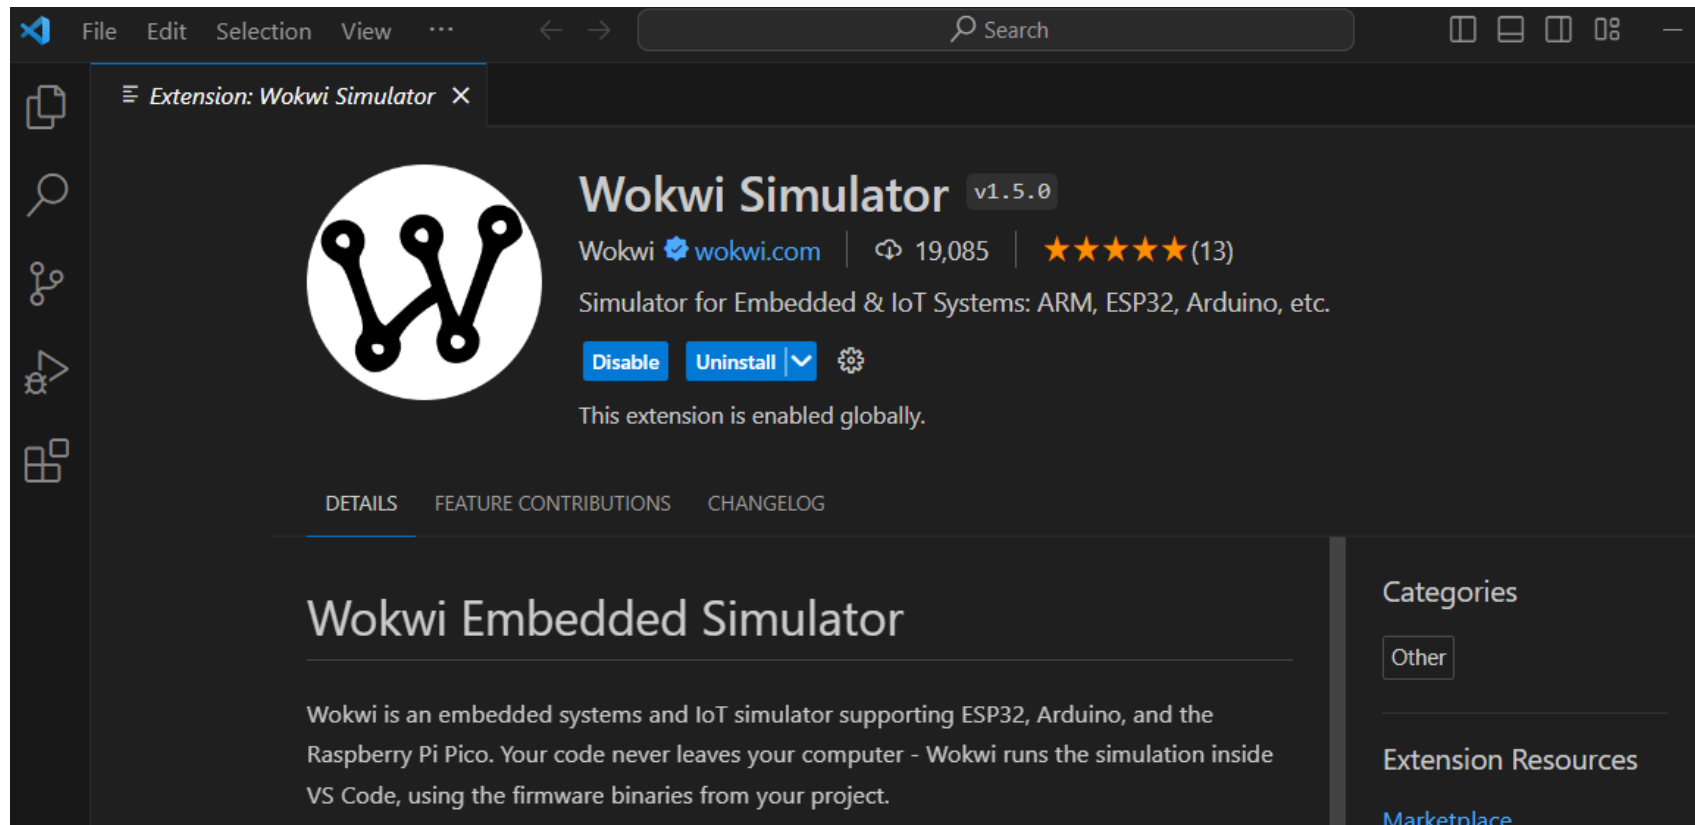 File Edit Selection View ···
Search
Extension: Wokwi Simulator
Wokwi Simulator v1.5.0
Wokwi wokwi.com 19,085 ★★★★★(13)
Simulator for Embedded & IoT Systems: ARM, ESP32, Arduino, etc.
Disable Uninstall
This extension is enabled globally.
DETAILS FEATURE CONTRIBUTIONS CHANGELOG
Wokwi Embedded Simulator
Wokwi is an embedded systems and IoT simulator supporting ESP32, Arduino, and the
Raspberry Pi Pico. Your code never leaves your computer - Wokwi runs the simulation inside
VS Code, using the firmware binaries from your project.
Categories
Other
Extension Resources
Marketplace